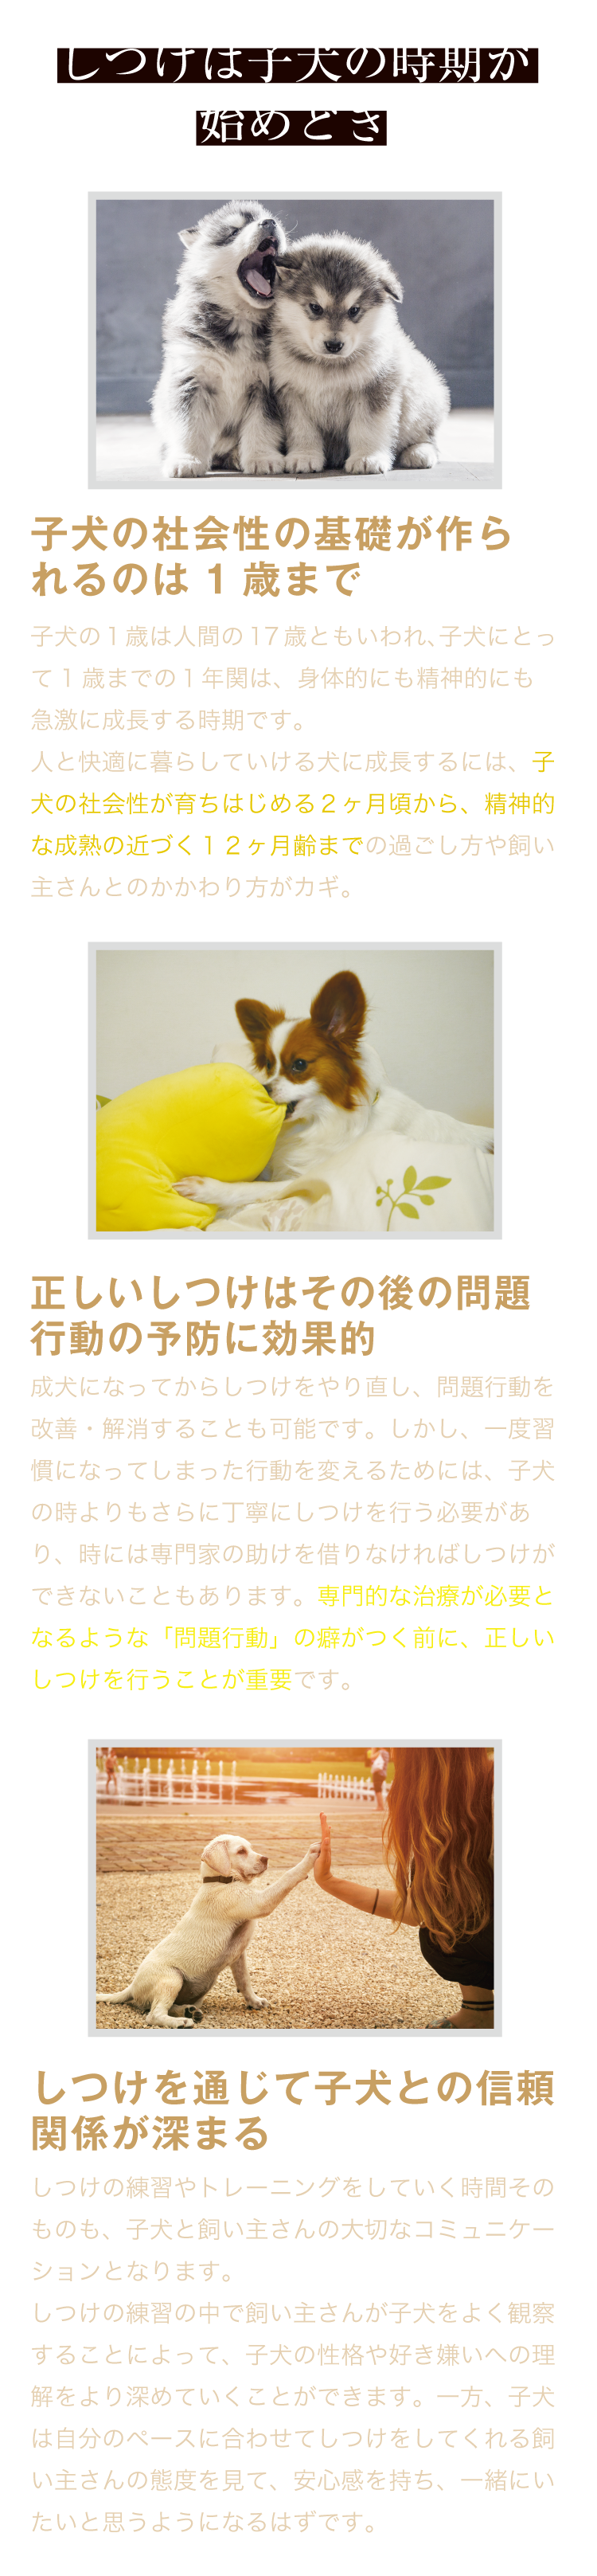 しつけは子犬の時期が
始めどき
子犬の社会性の基礎が作ら
れるのは 1 歳まで
子犬の１歳は人間の 17 歳ともいわれ､子犬にとっ
て １ 歳までの１年関は、身体的にも精神的にも
急激に成長する時期です。
人と快適に暮らしていける犬に成長するには、子
犬の社会性が育ちはじめる２ヶ月頃から、精神的
な成熟の近づく１２ヶ月齢までの過ごし方や飼い
主さんとのかかわり方がカギ。
正しいしつけはその後の問題
行動の予防に効果的
成犬になってからしつけをやり直し、問題行動を
改善・解消することも可能です。しかし、一度習
慣になってしまった行動を変えるためには、子犬
の時よりもさらに丁寧にしつけを行う必要があ
り、時には専門家の助けを借りなければしつけが
できないこともあります。専門的な治療が必要と
なるような「問題行動」の癖がつく前に、正しい
しつけを行うことが重要です。
しつけを通じて子犬との信頼
関係が深まる
しつけの練習やトレーニングをしていく時間その
ものも、子犬と飼い主さんの大切なコミュニケー
ションとなります。
しつけの練習の中で飼い主さんが子犬をよく観察
することによって、子犬の性格や好き嫌いへの理
解をより深めていくことができます。一方、子犬
は自分のペースに合わせてしつけをしてくれる飼
い主さんの態度を見て、安心感を持ち、一緒にい
たいと思うようになるはずです。